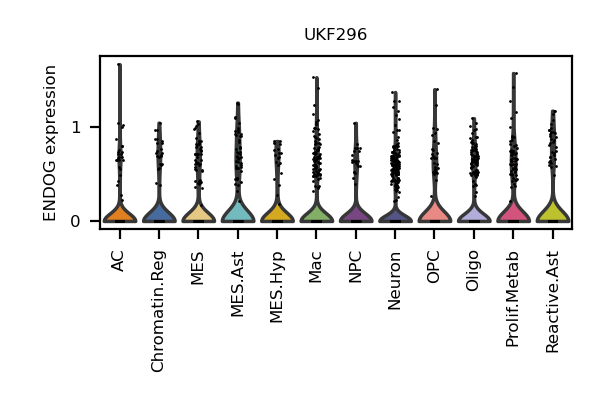 UKF296
ENDOG expression
1
0
AC
Chromatin.Reg
MES
MES.Ast
MES.Hyp
Mac
NPC
Neuron
OPC
Oligo
Prolif.Metab
Reactive.Ast